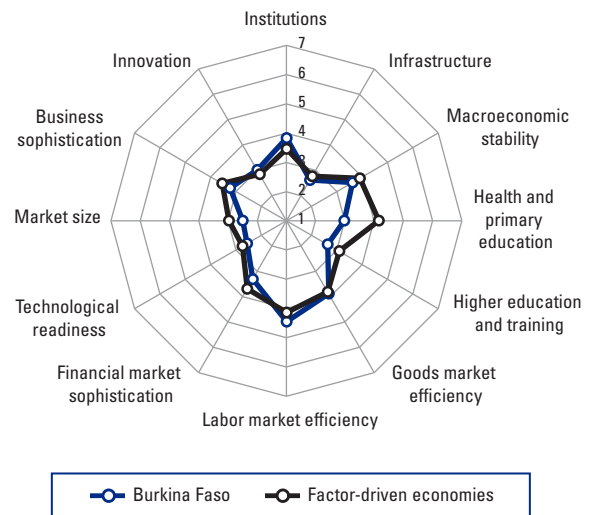 Institutions
7
6
5
4
3
2
1
Infrastructure
Macroeconomic
stability
Health and
primary
education
Higher education
and training
Goods market
efficiency
Labor market efficiency
Financial market
sophistication
Technological
readiness
Market size
Business
sophistication
Innovation
Burkina Faso
Factor-driven economies